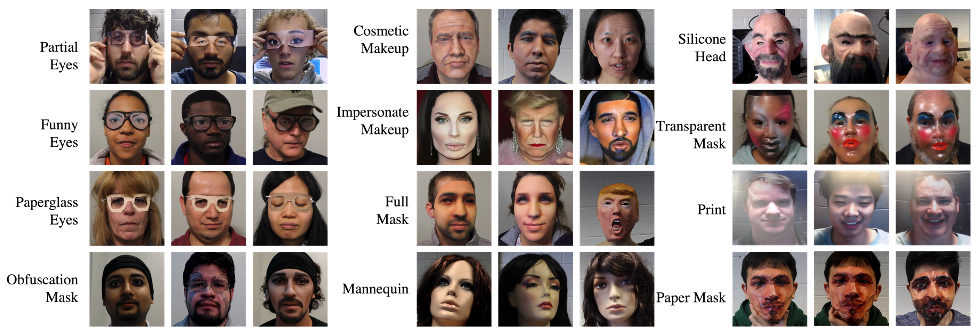 Partial
Eyes
Funny
Eyes
Paperglass
Eyes
Obfuscation
Mask
Cosmetic
Makeup
Impersonate
Makeup
Full
Mask
Mannequin
Silicone
Head
Transparent
Mask
Print
Paper Mask